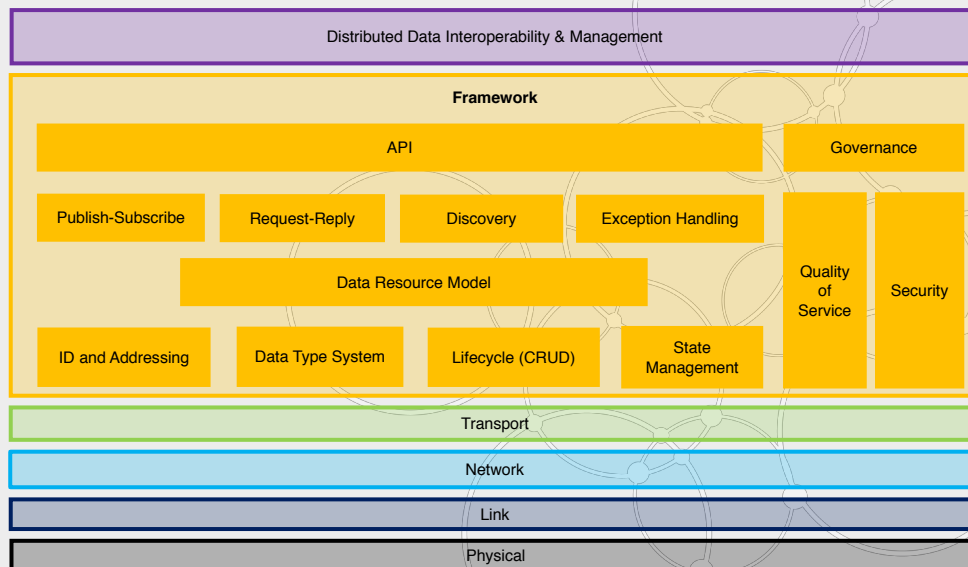 Distributed Data Interoperability & Management
Framework
API
Governance
Publish-Subscribe
Request-Reply
Discovery
Exception Handling
Quality
of
Service
Security
Data Resource Model
ID and Addressing
Data Type System
Lifecycle (CRUD)
State
Management
Transport
Network
Link
Physical